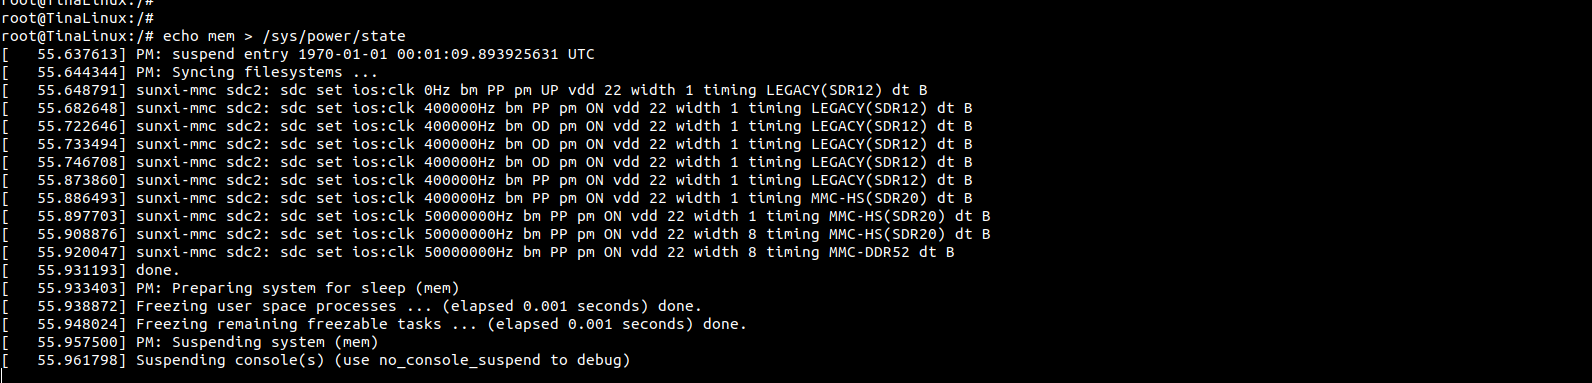 root@TinaLinux:/#
root@TinaLinux:/#
root@TinaLinux:/# echo mem > /sys/power/state
[   55.637613] PM: suspend entry 1970-01-01 00:01:09.893925631 UTC
[   55.644344] PM: Syncing filesystems ...
[   55.648791] sunxi-mmc sdc2: sdc set ios:clk 0Hz bm PP pm UP vdd 22 width 1 timing LEGACY(SDR12) dt B
[   55.682648] sunxi-mmc sdc2: sdc set ios:clk 400000Hz bm PP pm ON vdd 22 width 1 timing LEGACY(SDR12) dt B
[   55.722646] sunxi-mmc sdc2: sdc set ios:clk 400000Hz bm OD pm ON vdd 22 width 1 timing LEGACY(SDR12) dt B
[   55.733494] sunxi-mmc sdc2: sdc set ios:clk 400000Hz bm OD pm ON vdd 22 width 1 timing LEGACY(SDR12) dt B
[   55.746708] sunxi-mmc sdc2: sdc set ios:clk 400000Hz bm OD pm ON vdd 22 width 1 timing LEGACY(SDR12) dt B
[   55.873860] sunxi-mmc sdc2: sdc set ios:clk 400000Hz bm PP pm ON vdd 22 width 1 timing LEGACY(SDR12) dt B
[   55.886493] sunxi-mmc sdc2: sdc set ios:clk 400000Hz bm PP pm ON vdd 22 width 1 timing MMC-HS(SDR20) dt B
[   55.897703] sunxi-mmc sdc2: sdc set ios:clk 50000000Hz bm PP pm ON vdd 22 width 1 timing MMC-HS(SDR20) dt B
[   55.908876] sunxi-mmc sdc2: sdc set ios:clk 50000000Hz bm PP pm ON vdd 22 width 8 timing MMC-HS(SDR20) dt B
[   55.920047] sunxi-mmc sdc2: sdc set ios:clk 50000000Hz bm PP pm ON vdd 22 width 8 timing MMC-DDR52 dt B
[   55.931193] done.
[   55.933403] PM: Preparing system for sleep (mem)
[   55.938872] Freezing user space processes ... (elapsed 0.001 seconds) done.
[   55.948024] Freezing remaining freezable tasks ... (elapsed 0.001 seconds) done.
[   55.957500] PM: Suspending system (mem)
[   55.961798] Suspending console(s) (use no_console_suspend to debug)